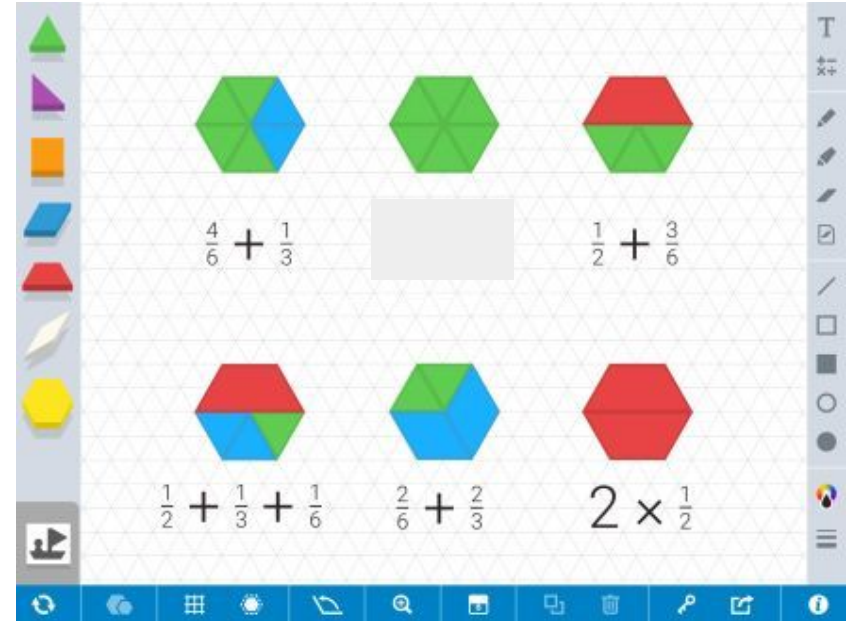 T
4/6 + 1/3
1/2 + 3/6
1/2 + 1/3 + 1/6
2/6 + 2/3
2 × 1/2